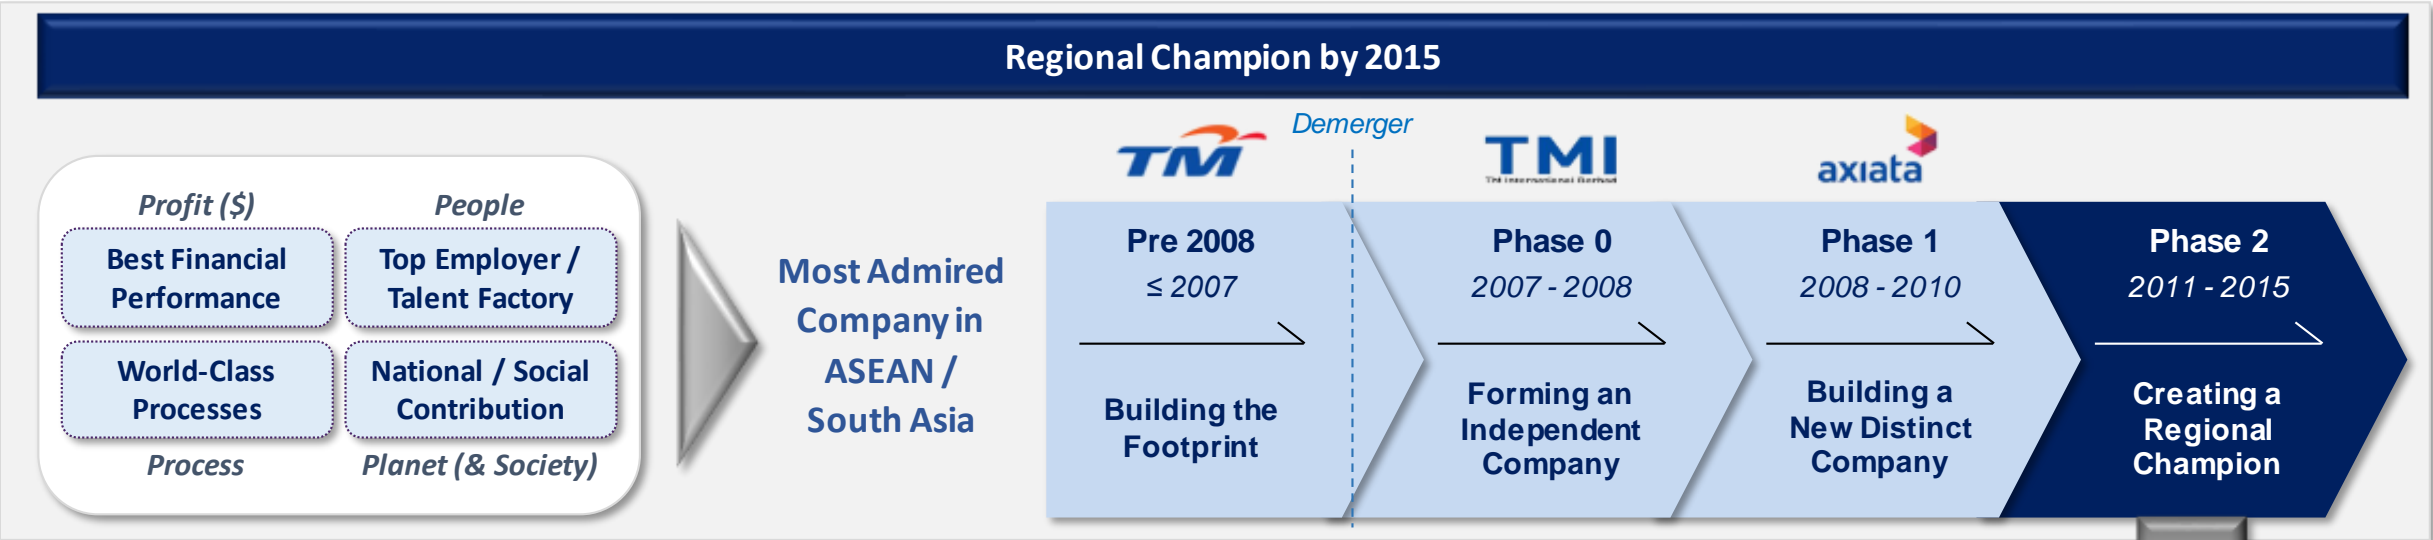 Regional Champion by 2015
Profit ($)
People
Best Financial
Performance
Top Employer /
Talent Factory
World-Class
Processes
National / Social
Contribution
Process
Planet (& Society)
Most Admired
Company in
ASEAN /
South Asia
TM
Demerger
TMI
TM International Berhad
axiata
Pre 2008
≤ 2007
Building the
Footprint
Phase 0
2007 - 2008
Forming an
Independent
Company
Phase 1
2008 - 2010
Building a
New Distinct
Company
Phase 2
2011 - 2015
Creating a
Regional
Champion